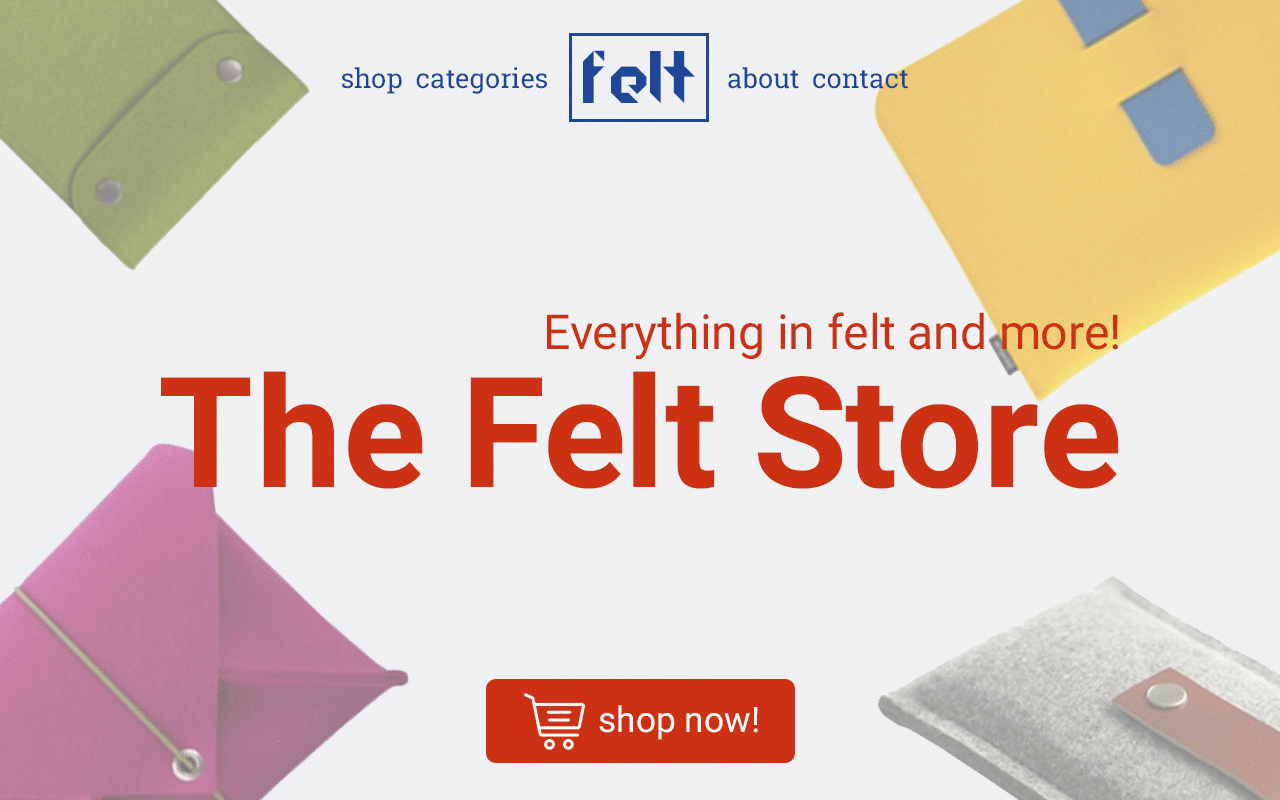 shop categories felt about contact
Everything in felt and more!
The Felt Store
shop now!